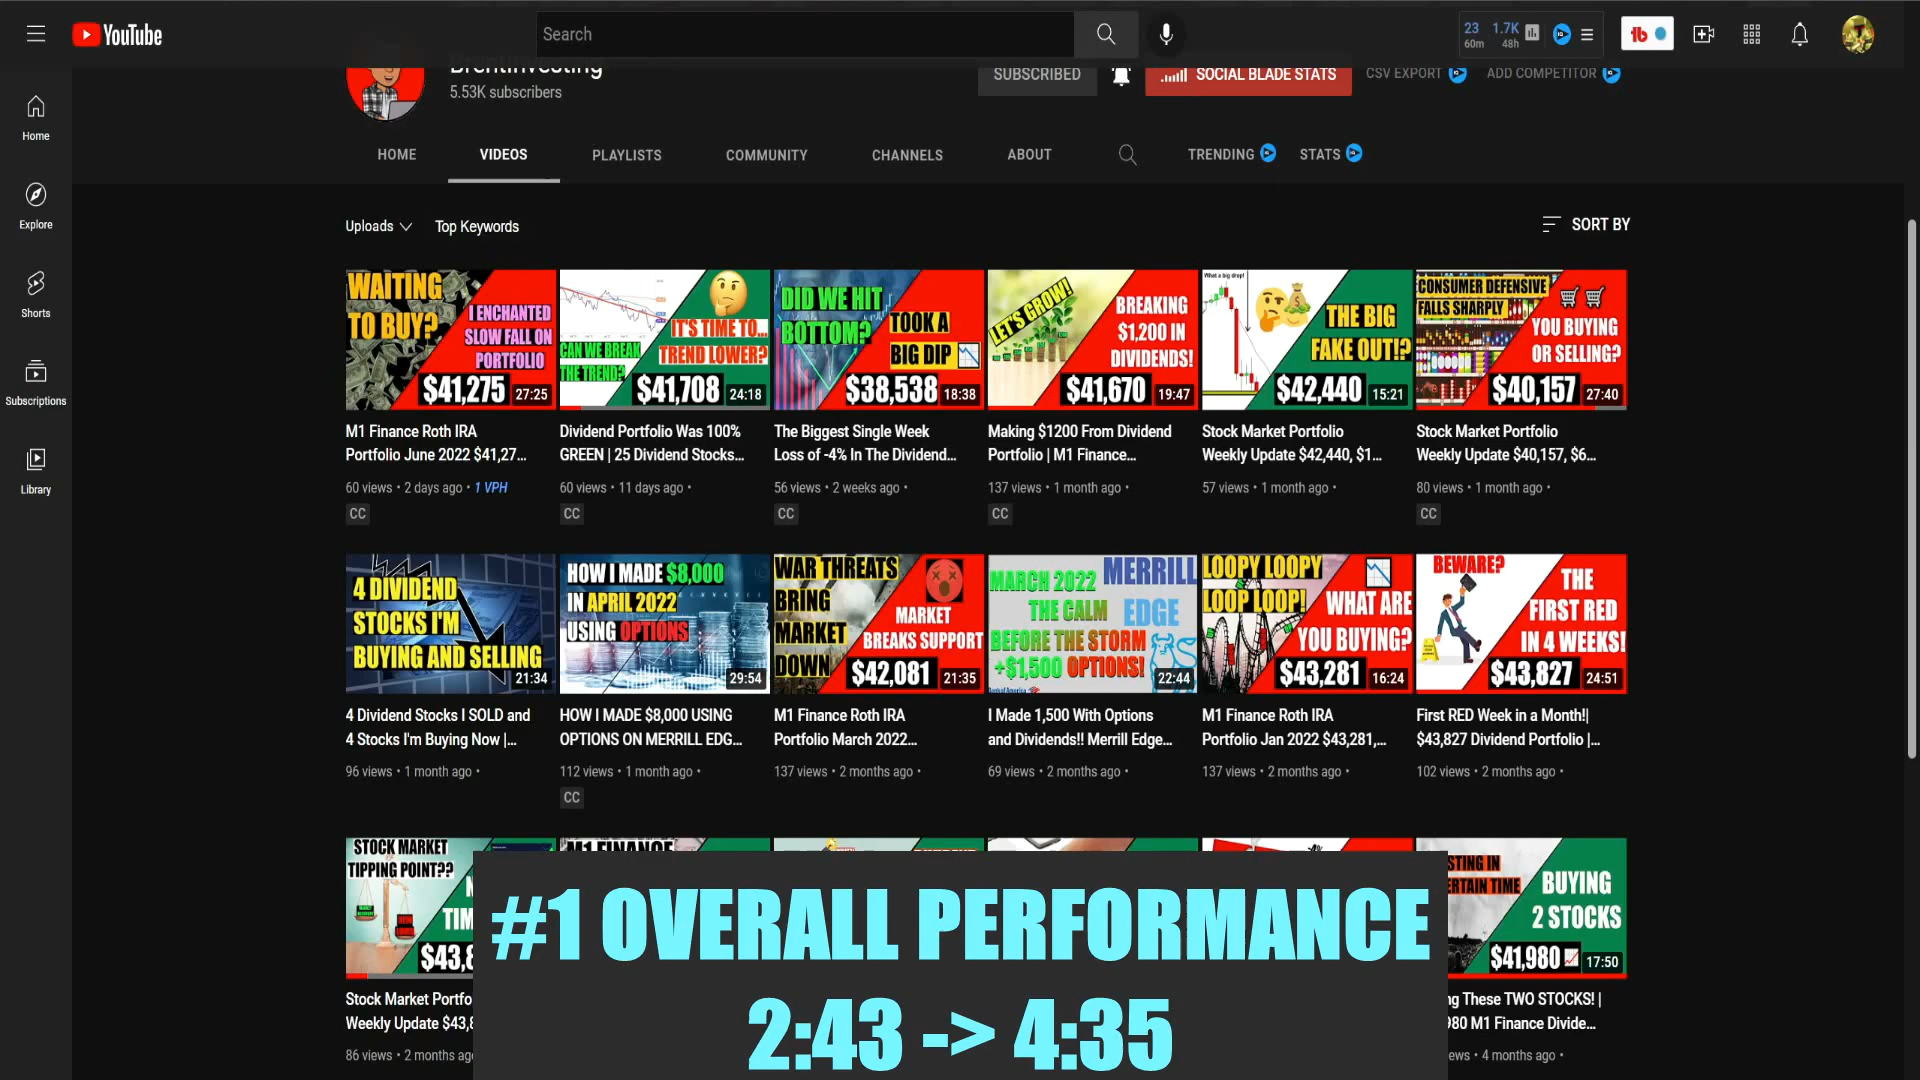 YouTube
Search
23 1.7K
60m 48h
IQ
tb
BrentInvesting
5.53K subscribers
SUBSCRIBED
SOCIAL BLADE STATS
CSV EXPORT
ADD COMPETITOR
HOME VIDEOS PLAYLISTS COMMUNITY CHANNELS ABOUT TRENDING STATS
Home
Explore
Shorts
Subscriptions
Library
Uploads
Top Keywords
SORT BY
WAITING
TO BUY?
I ENCHANTED
SLOW FALL ON
PORTFOLIO
$41,275
27:25
CAN WE BREAK
THE TREND?
IT'S TIME TO...
TREND LOWER?
$41,708
24:18
DID WE HIT
BOTTOM?
TOOK A
BIG DIP
$38,538
18:38
LET'S GROW!
BREAKING
$1,200 IN
DIVIDENDS!
$41,670
19:47
What a big drop!
THE BIG
FAKE OUT!?
$42,440
15:21
CONSUMER DEFENSIVE
FALLS SHARPLY
YOU BUYING
OR SELLING?
$40,157
27:40
M1 Finance Roth IRA
Portfolio June 2022 $41,27...
60 views • 2 days ago • 1 VPH
CC
Dividend Portfolio Was 100%
GREEN | 25 Dividend Stocks...
60 views • 11 days ago •
CC
The Biggest Single Week
Loss of -4% In The Dividend...
56 views • 2 weeks ago •
CC
Making $1200 From Dividend
Portfolio | M1 Finance...
137 views • 1 month ago •
CC
Stock Market Portfolio
Weekly Update $42,440, $1...
57 views • 1 month ago •
Stock Market Portfolio
Weekly Update $40,157, $6...
80 views • 1 month ago •
CC
4 DIVIDEND
STOCKS I'M
BUYING AND SELLING
21:34
HOW I MADE $8,000
IN APRIL 2022
USING OPTIONS
29:54
WAR THREATS
BRING
MARKET
DOWN
MARKET
BREAKS SUPPORT
$42,081
21:35
MARCH 2022
THE CALM
BEFORE THE STORM
+$1,500 OPTIONS!
MERRILL
EDGE
22:44
LOOPY LOOPY
LOOP LOOP!
WHAT ARE
YOU BUYING?
$43,281
16:24
BEWARE?
THE
FIRST RED
IN 4 WEEKS!
$43,827
24:51
4 Dividend Stocks I SOLD and
4 Stocks I'm Buying Now |...
96 views • 1 month ago •
HOW I MADE $8,000 USING
OPTIONS ON MERRILL EDG...
112 views • 1 month ago •
CC
M1 Finance Roth IRA
Portfolio March 2022...
137 views • 2 months ago •
I Made 1,500 With Options
and Dividends!! Merrill Edge...
69 views • 2 months ago •
M1 Finance Roth IRA
Portfolio Jan 2022 $43,281,...
137 views • 2 months ago •
First RED Week in a Month!|
$43,827 Dividend Portfolio |...
102 views • 2 months ago •
STOCK MARKET
TIPPING POINT??
N
TIM
$43,8
M1 FINANCE
STING IN
ERTAIN TIME
BUYING
2 STOCKS
$41,980
17:50
Stock Market Portfo
Weekly Update $43,8
86 views • 2 months ag
g These TWO STOCKS! |
980 M1 Finance Divide...
ews • 4 months ago •
#1 OVERALL PERFORMANCE
2:43 -> 4:35